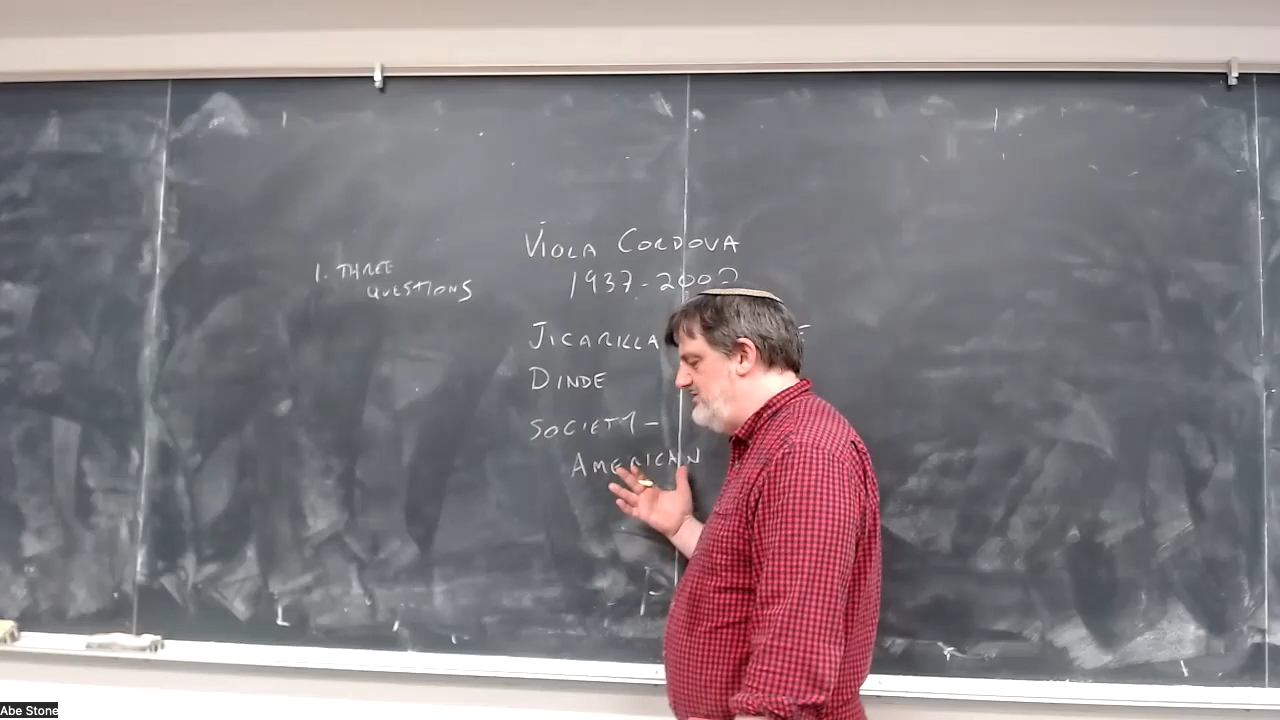 1. THREE
QUESTIONS
VIOLA CORDOVA
1937-2002
JICARILLA
DINDE
SOCIETY-
AMERICAN
Abe Stone